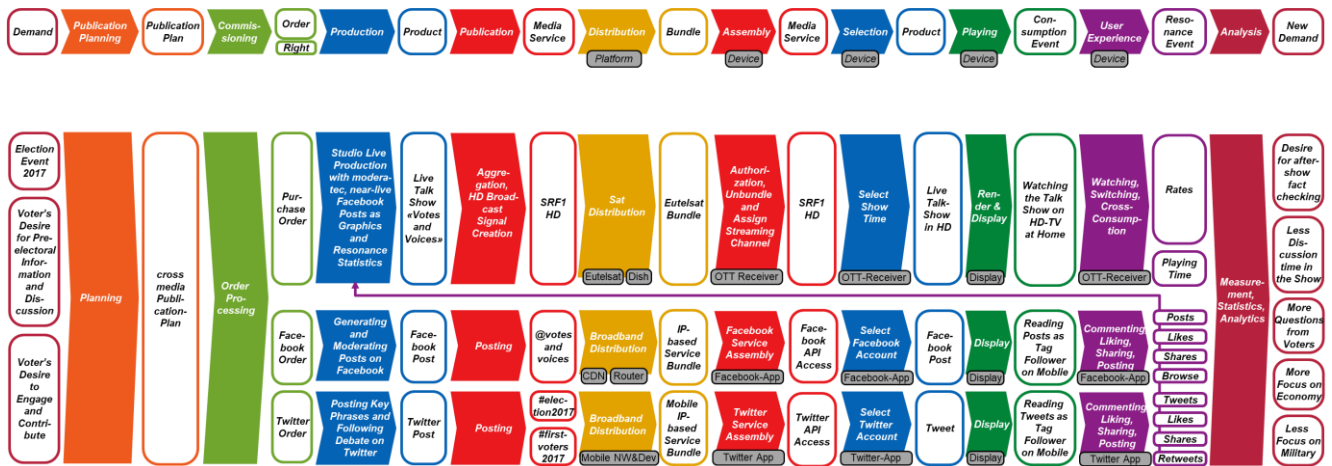 Demand
Publication
Planning
Publication
Plan
Commis-
sioning
Order
Right
Production
Product
Publication
Media
Service
Distribution
Platform
Bundle
Assembly
Device
Media
Service
Selection
Device
Product
Playing
Device
Con-
sumption
Event
User
Experience
Device
Reso-
nance
Event
Analysis
New
Demand
Election
Event
2017
Voter's
Desire
for Pre-
electoral
Infor-
mation
and Dis-
cussion
Voter's
Desire
to
Engage
and
Contri-
bute
Planning
cross
media
Publi-
cation-
Plan
Order
Pro-
cessing
Pur-
chase
Order
Studio Live
Production
with modera-
tec, near-live
Facebook
Posts as
Graphics
and
Resonance
Statistics
Live
Talk
Show
«Votes
and
Voices»
Aggre-
gation,
HD Broad-
cast
Signal
Creation
SRF1
HD
Sat
Distribution
Eutelsat
Dish
Eutelsat
Bundle
Autho-
rization,
Unbundle
and
Assign
Streaming
Channel
OTT Receiver
SRF1
HD
Select
Show
Time
OTT-Receiver
Live
Talk-
Show
in HD
Ren-
der &
Display
Display
Watching
the Talk
Show on
HD-TV
at Home
Watching,
Switching,
Cross-
Consump-
tion
OTT-Receiver
Rates
Playing
Time
Face-
book
Order
Generating
and
Moderating
Posts on
Facebook
Face-
book
Post
Posting
@votes
and
voices
Broadband
Distribution
CDN
Router
IP-
based
Service
Bundle
Facebook
Service
Assembly
Facebook-App
Face-
book
API
Access
Select
Facebook
Account
Facebook-App
Face-
book
Post
Display
Display
Reading
Posts as
Tag
Follower
on Moblie
Commenting
Liking,
Sharing,
Posting
Facebook-App
Posts
Likes
Shares
Browse
Twitter
Order
Posting Key
Phrases and
Following
Debate on
Twitter
Twitter
Post
Posting
#elec-
tion2017
#first-
voters
2017
Broadband
Distribution
Mobile NW&Dev
Mobile
IP-
based
Service
Bundle
Twitter
Service
Assembly
Twitter App
Twitter
API
Access
Select
Twitter
Account
Twitter-App
Tweet
Display
Display
Reading
Tweets as
Tag
Follower
on Moblie
Commenting
Liking,
Sharing,
Posting
Twitter App
Tweets
Likes
Shares
Retweets
Measure-
ment,
Statistics,
Analytics
Desire
for after-
show
fact
checking
Less
Dis-
cussion
time in
the Show
More
Questions
from
Voters
More
Focus on
Economy
Less
Focus on
Military